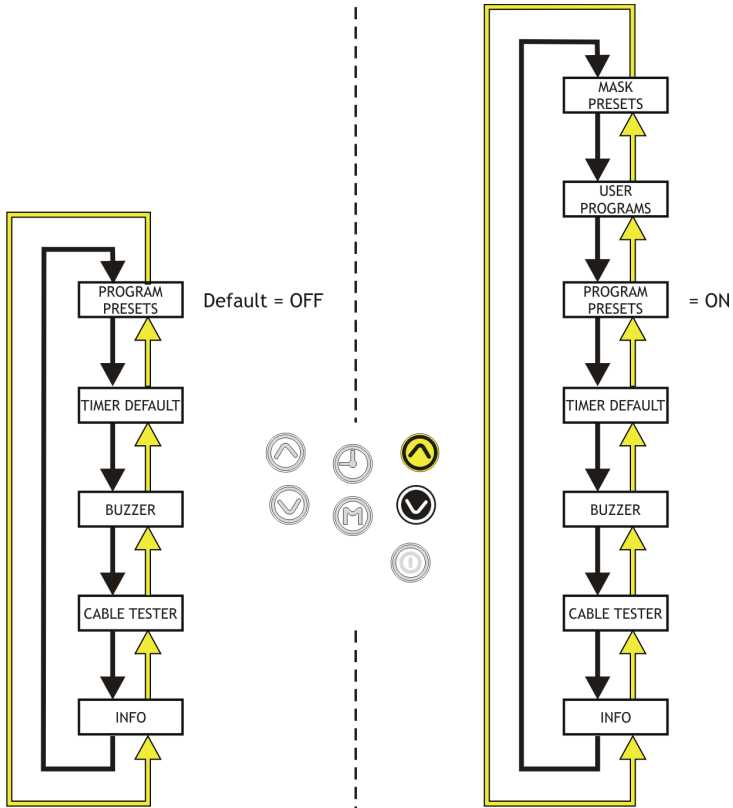 PROGRAM
PRESETS
Default = OFF
TIMER DEFAULT
BUZZER
CABLE TESTER
INFO
M
MASK
PRESETS
USER
PROGRAMS
PROGRAM
PRESETS
= ON
TIMER DEFAULT
BUZZER
CABLE TESTER
INFO